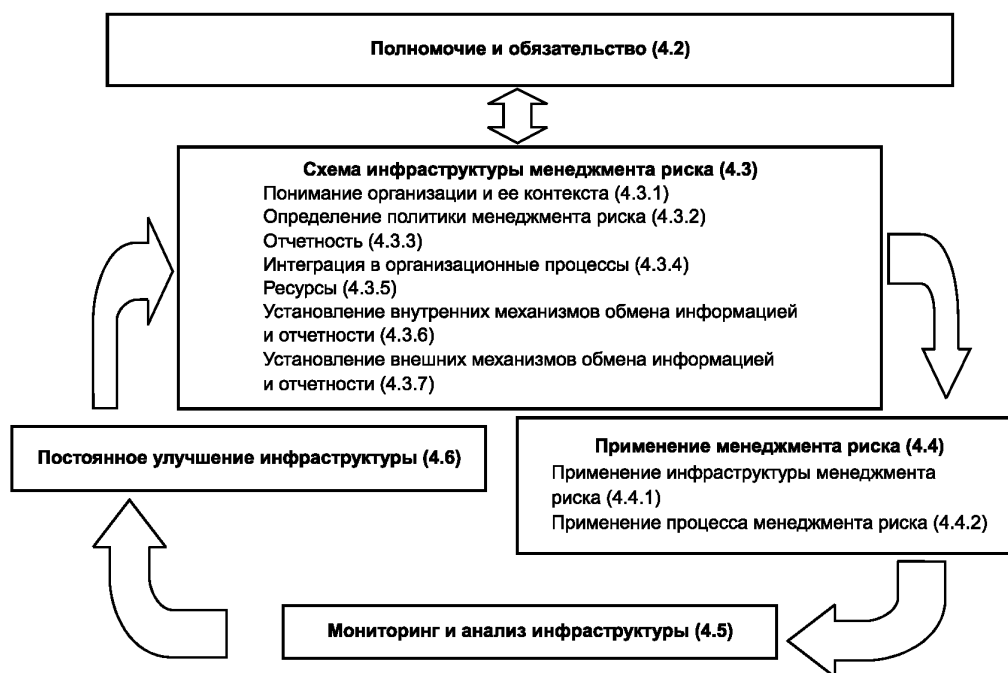 Полномочие и обязательство (4.2)
Схема инфраструктуры менеджмента риска (4.3)
Понимание организации и ее контекста (4.3.1)
Определение политики менеджмента риска (4.3.2)
Отчетность (4.3.3)
Интеграция в организационные процессы (4.3.4)
Ресурсы (4.3.5)
Установление внутренних механизмов обмена информацией
и отчетности (4.3.6)
Установление внешних механизмов обмена информацией
и отчетности (4.3.7)
Применение менеджмента риска (4.4)
Применение инфраструктуры менеджмента
риска (4.4.1)
Применение процесса менеджмента риска (4.4.2)
Мониторинг и анализ инфраструктуры (4.5)
Постоянное улучшение инфраструктуры (4.6)